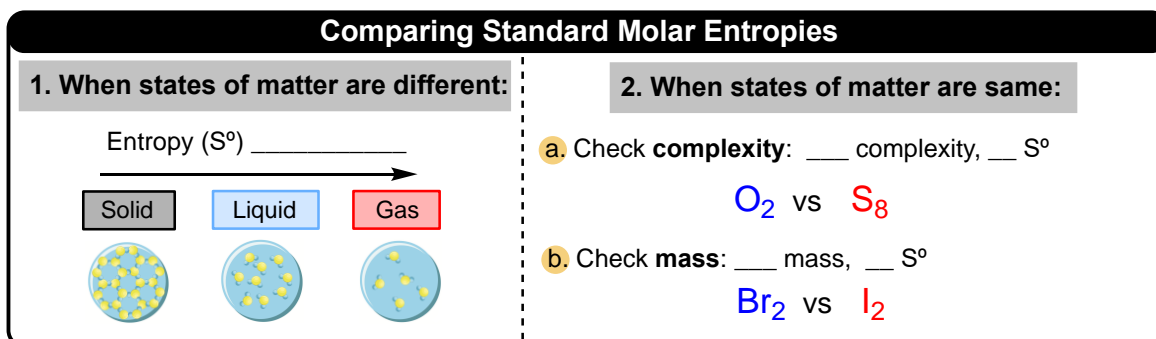 Comparing Standard Molar Entropies
1. When states of matter are different:
Entropy (Sº) ___________
Solid
Liquid
Gas
2. When states of matter are same:
a. Check complexity: ___ complexity, __ Sº
O₂ vs S₈
b. Check mass: ___ mass, __ Sº
Br₂ vs I₂